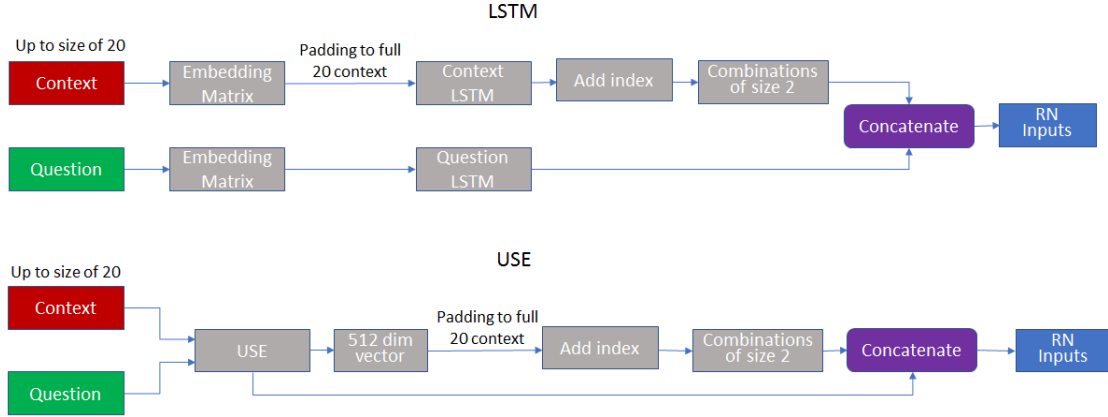 LSTM
Up to size of 20
Context
Embedding
Matrix
Padding to full
20 context
Context
LSTM
Add index
Combinations
of size 2
Concatenate
RN
Inputs
Question
Embedding
Matrix
Question
LSTM
USE
Up to size of 20
Context
USE
512 dim
vector
Padding to full
20 context
Add index
Combinations
of size 2
Concatenate
RN
Inputs
Question